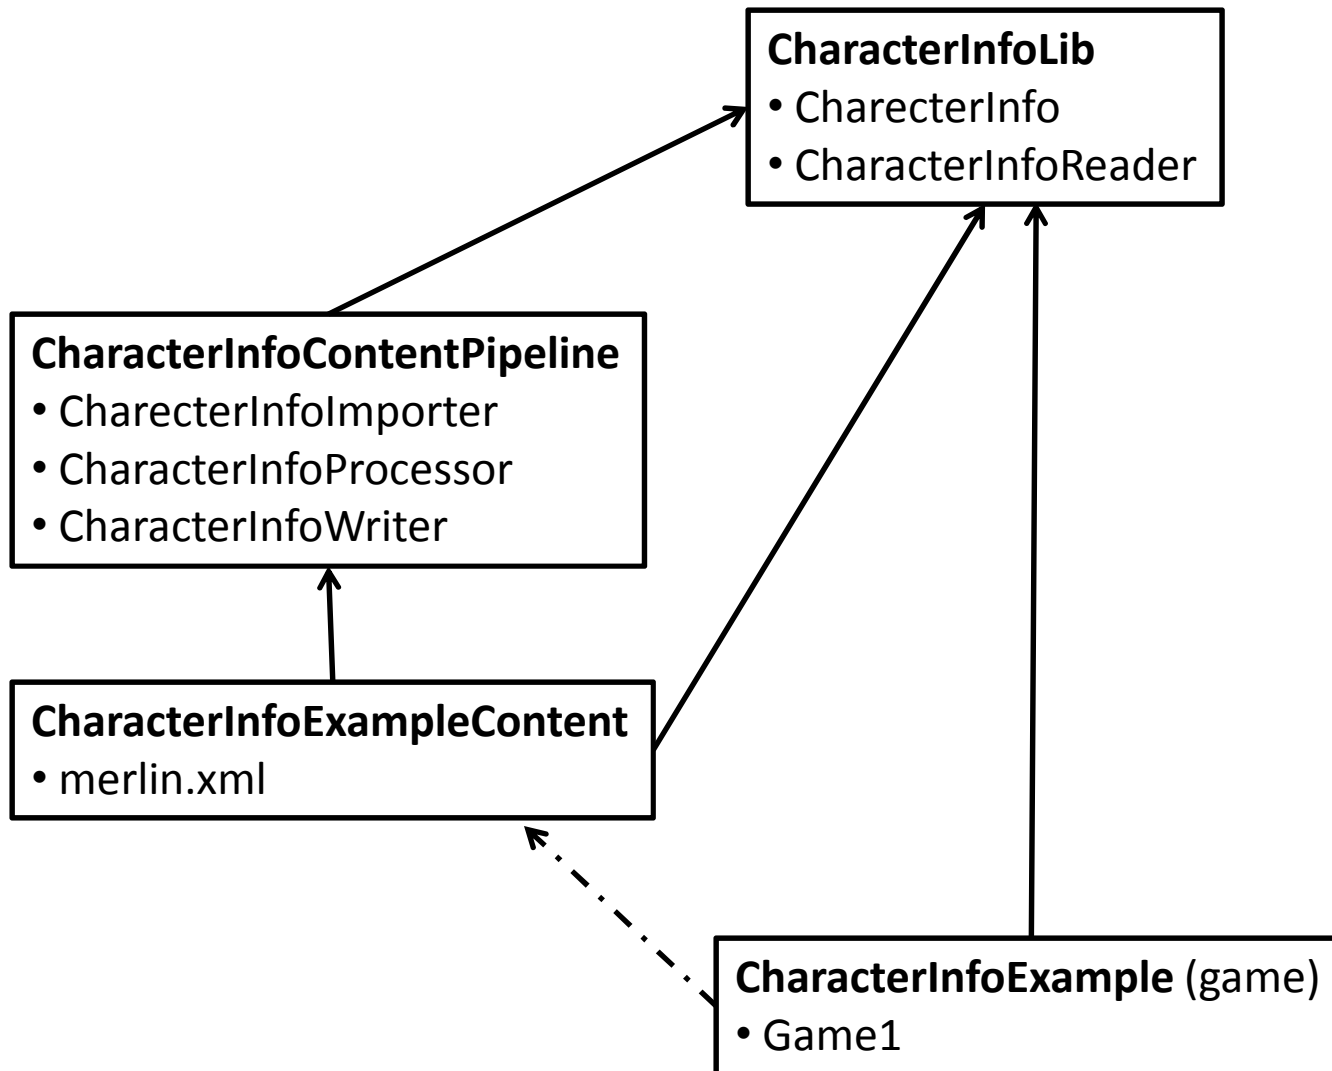 CharacterInfoLib
• CharecterInfo
• CharacterInfoReader
CharacterInfoContentPipeline
• CharecterInfoImporter
• CharacterInfoProcessor
• CharacterInfoWriter
CharacterInfoExampleContent
• merlin.xml
CharacterInfoExample (game)
• Game1